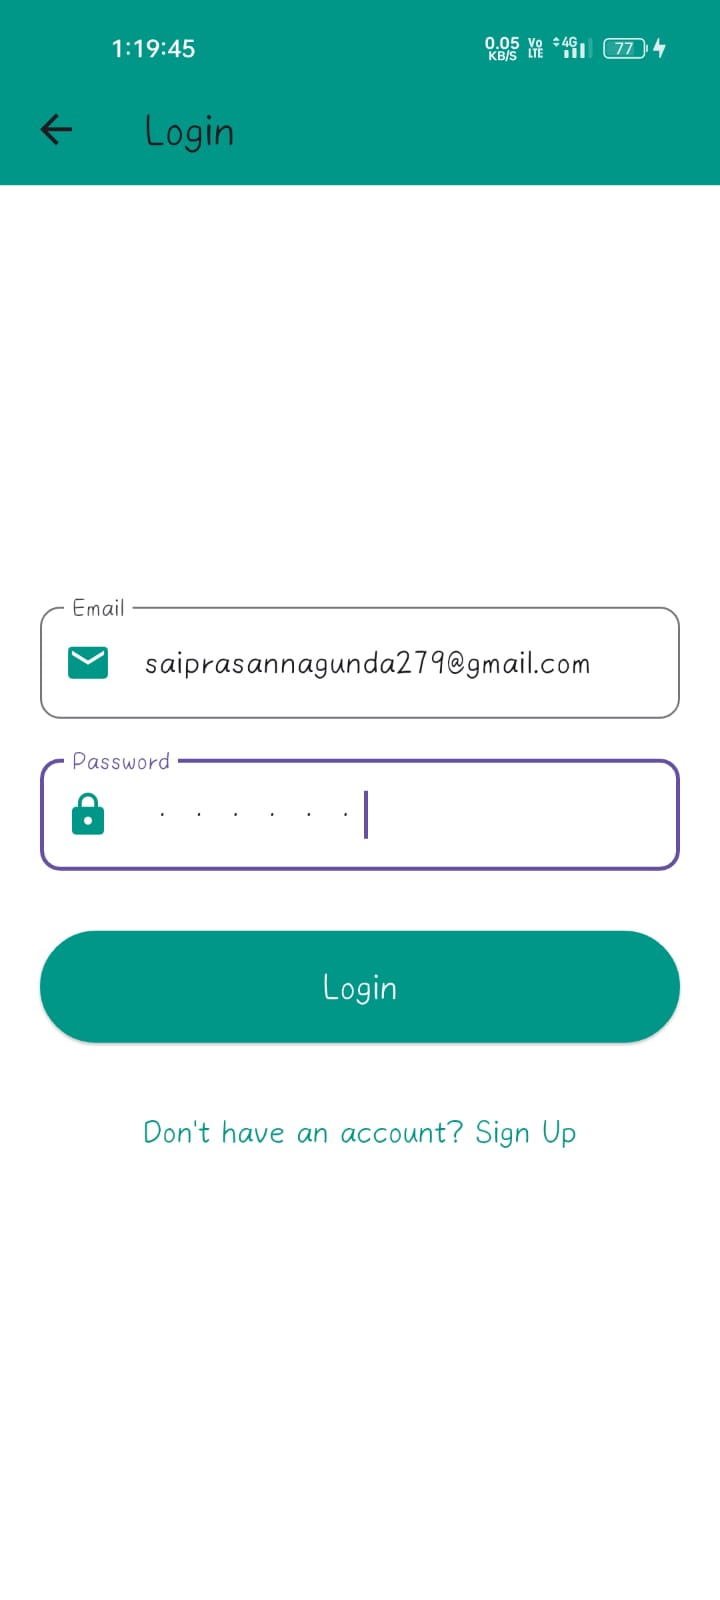 1:19:45 0.05 KB/S Vo LTE 4G 77
Login
Email
saiprasannagunda279@gmail.com
Password
······
Login
Don't have an account? Sign Up